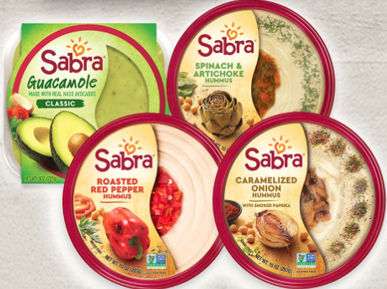 Sabra
Guacamole
MADE WITH REAL HASS AVOCADOS
CLASSIC
Sabra
SPINACH &
ARTICHOKE
HUMMUS
Sabra
ROASTED
RED PEPPER
HUMMUS
Sabra
CARAMELIZED
ONION
HUMMUS
WITH SMOKED PAPRIKA